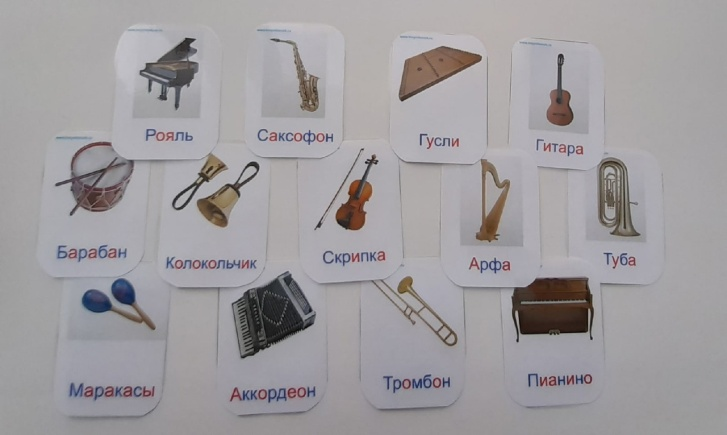 Рояль
Саксофон
Гусли
Гитара
Барабан
Колокольчик
Скрипка
Арфа
Туба
Маракасы
Аккордеон
Тромбон
Пианино